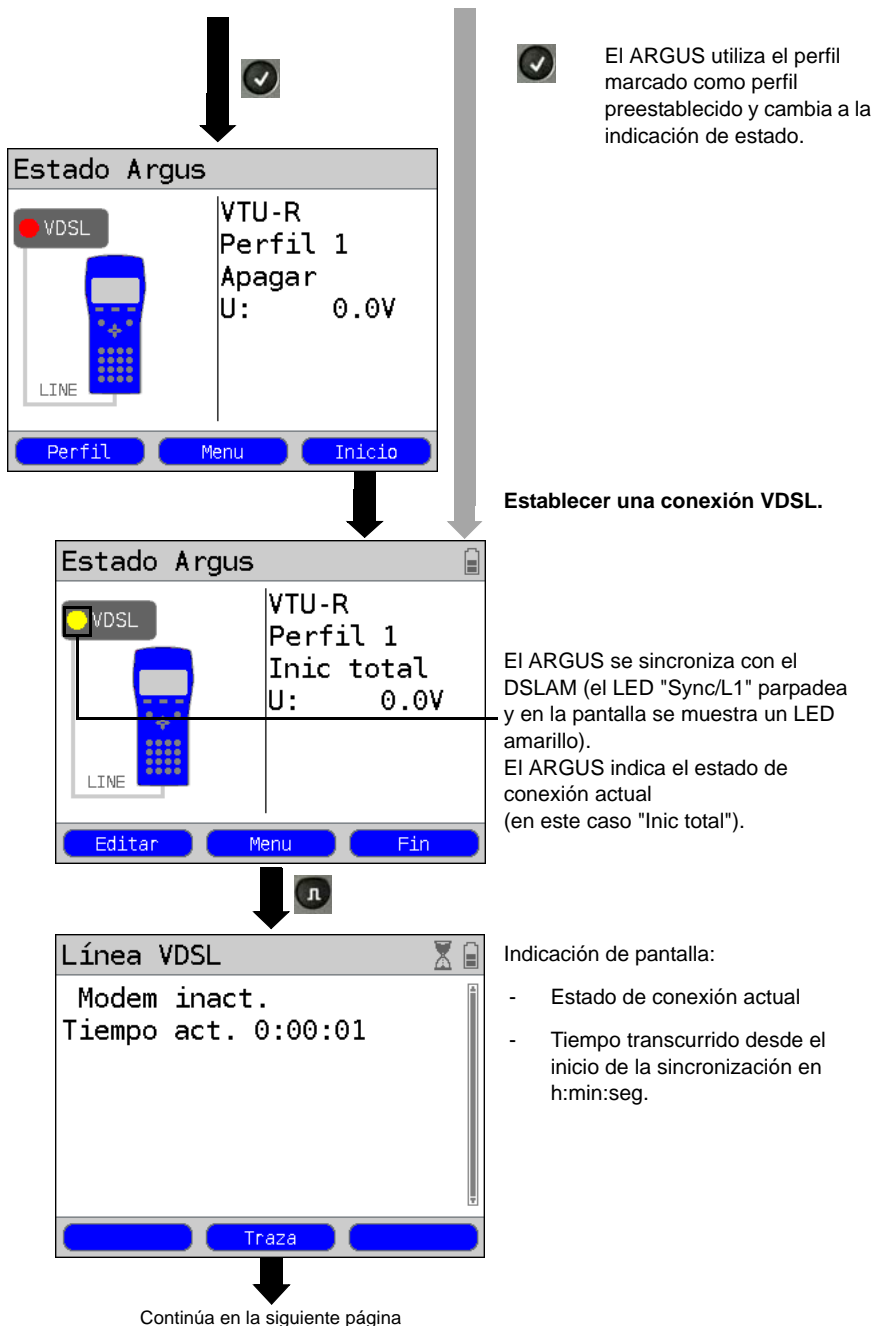 El ARGUS utiliza el perfil
marcado como perfil
preestablecido y cambia a la
indicación de estado.
Estado Argus
VDSL
LINE
VTU-R
Perfil 1
Apagar
U: 0.0V
Perfil Menu Inicio
Establecer una conexión VDSL.
Estado Argus
VDSL
LINE
VTU-R
Perfil 1
Inic total
U: 0.0V
Editar Menu Fin
El ARGUS se sincroniza con el
DSLAM (el LED "Sync/L1" parpadea
y en la pantalla se muestra un LED
amarillo).
El ARGUS indica el estado de
conexión actual
(en este caso "Inic total").
Línea VDSL
Modem inact.
Tiempo act. 0:00:01
Traza
Indicación de pantalla:
- Estado de conexión actual
- Tiempo transcurrido desde el
inicio de la sincronización en
h:min:seg.
Continúa en la siguiente página